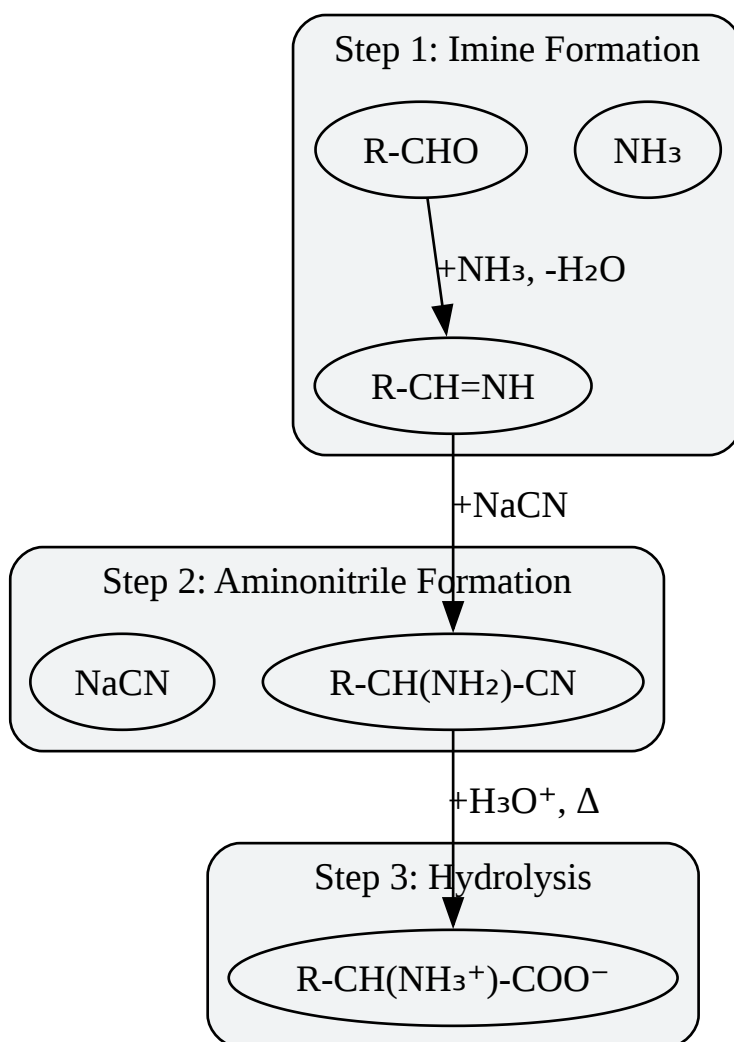 Step 1: Imine Formation
R-CHO
NH₃
+NH₃, -H₂O
R-CH=NH
+NaCN
Step 2: Aminonitrile Formation
NaCN
R-CH(NH₂)-CN
+H₃O⁺, Δ
Step 3: Hydrolysis
R-CH(NH₃⁺)-COO⁻